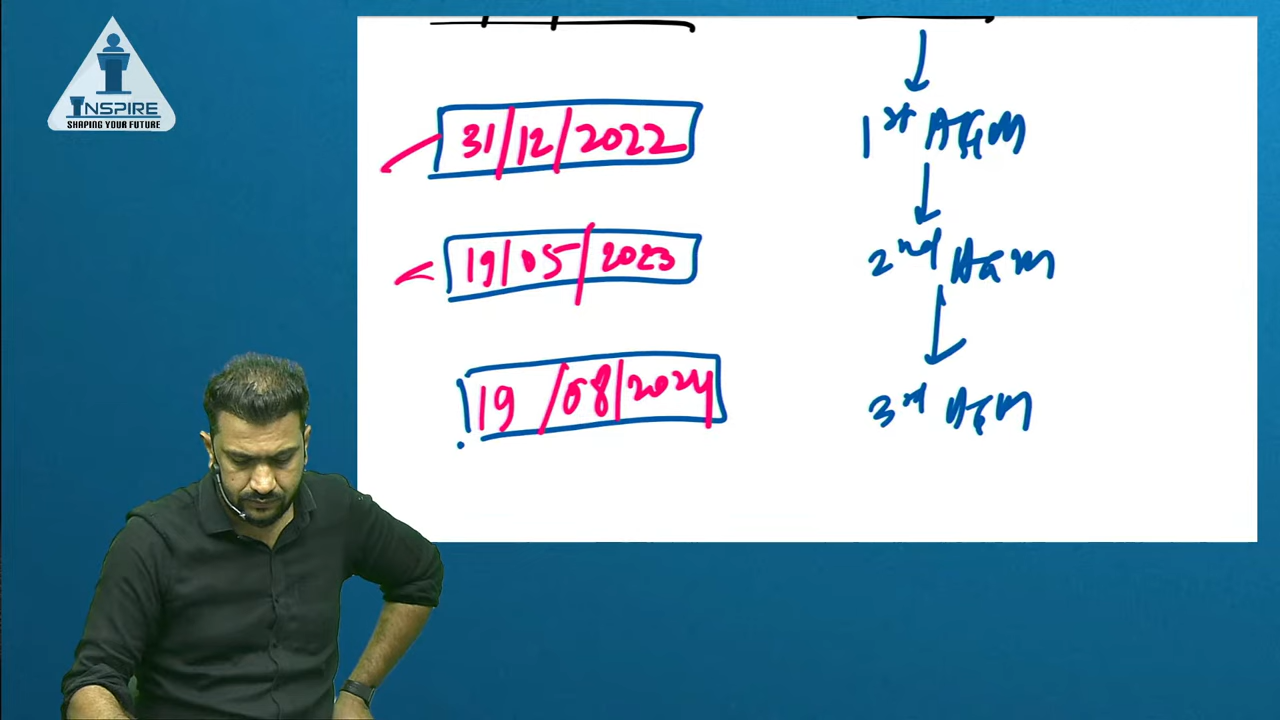 INSPIRE
SHAPING YOUR FUTURE
31/12/2022
1st AGM
19/05/2023
2nd AGM
19/08/2024
3rd AGM